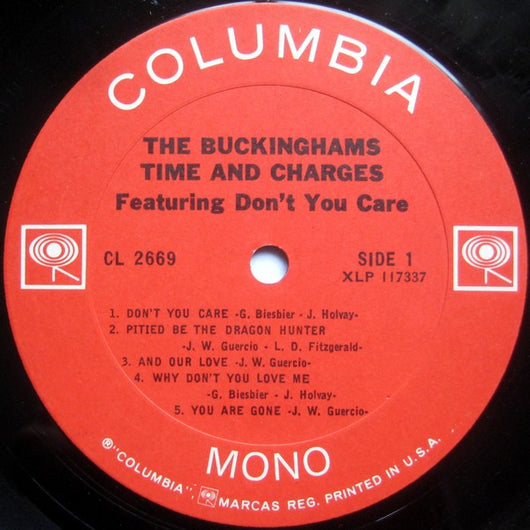 COLUMBIA
THE BUCKINGHAMS
TIME AND CHARGES
Featuring Don't You Care
CL 2669
SIDE 1
XLP 117337
1. DON'T YOU CARE -G. Biesbier - J. Holvay-
2. PITIED BE THE DRAGON HUNTER
-J. W. Guercio - L. D. Fitzgerald-
3. AND OUR LOVE -J. W. Guercio-
4. WHY DON'T YOU LOVE ME
-G. Biesbier - J. Holvay-
5. YOU ARE GONE -J. W. Guercio-
MONO
®"COLUMBIA", MARCAS REG. PRINTED IN U.S.A.